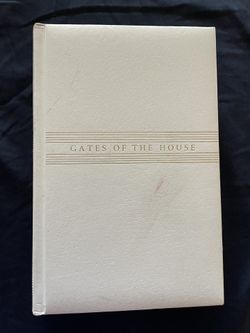 GATES OF THE HOUSE